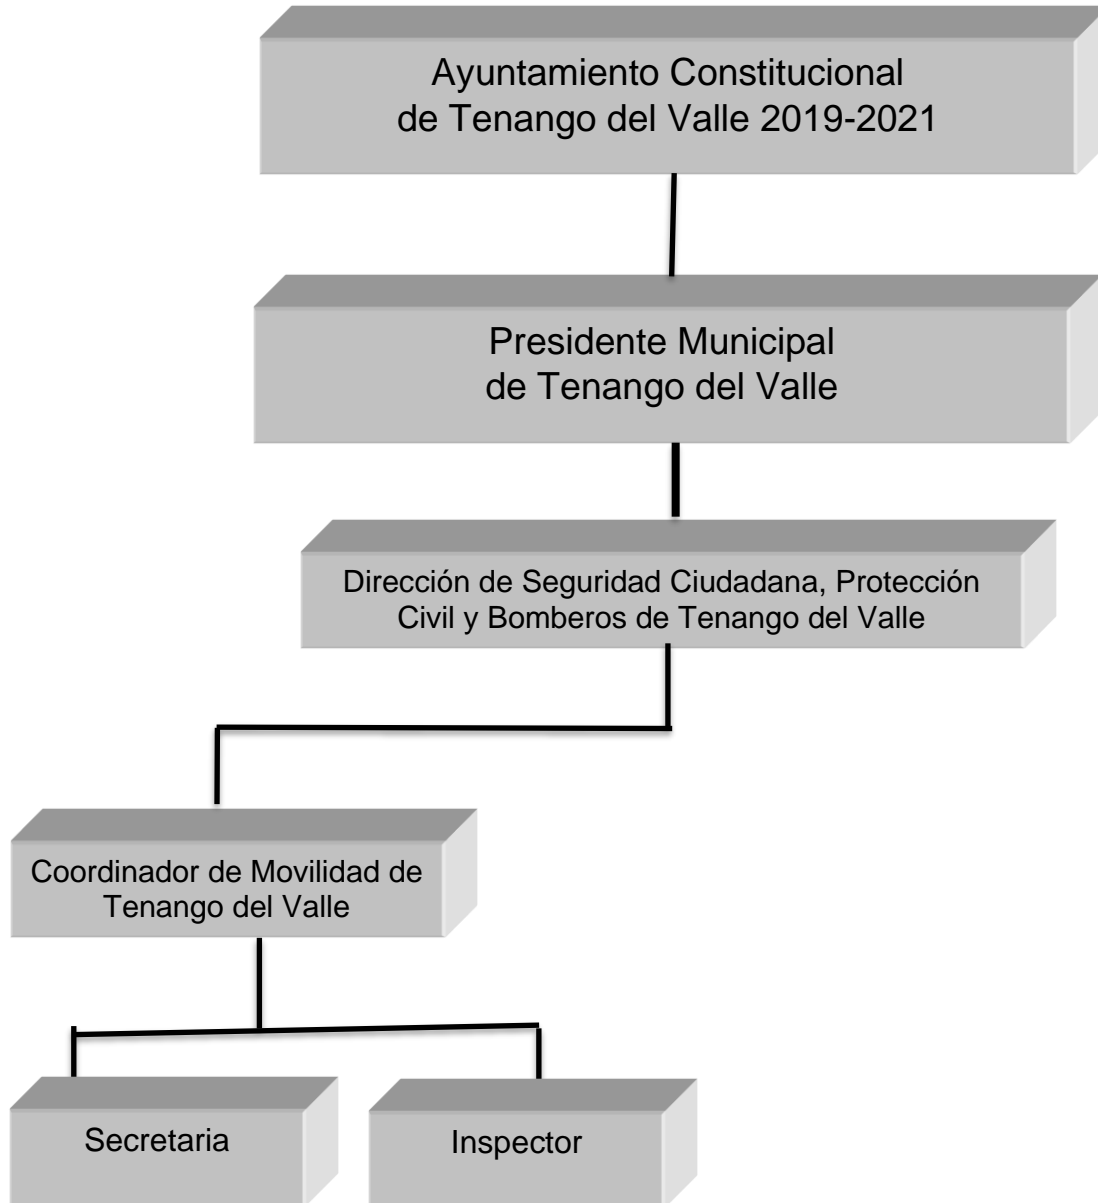 Ayuntamiento Constitucional
de Tenango del Valle 2019-2021
Presidente Municipal
de Tenango del Valle
Dirección de Seguridad Ciudadana, Protección
Civil y Bomberos de Tenango del Valle
Coordinador de Movilidad de
Tenango del Valle
Secretaria
Inspector